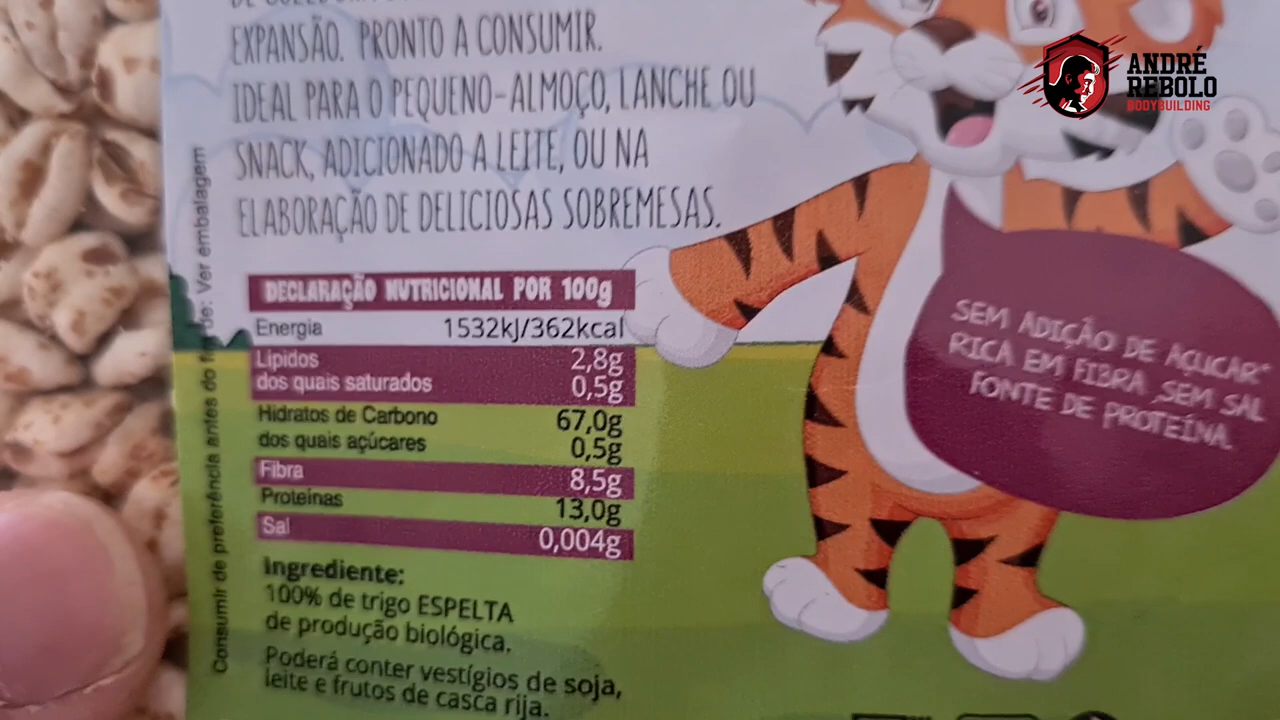 EXPANSÃO. PRONTO A CONSUMIR.
IDEAL PARA O PEQUENO-ALMOÇO, LANCHE OU
SNACK, ADICIONADO A LEITE, OU NA
ELABORAÇÃO DE DELICIOSAS SOBREMESAS.
DECLARAÇÃO NUTRICIONAL POR 100g
Energia 1532kJ/362kcal
Lípidos 2,8g
dos quais saturados 0,5g
Hidratos de Carbono 67,0g
dos quais açúcares 0,5g
Fibra 8,5g
Proteínas 13,0g
Sal 0,004g
Ingrediente:
100% de trigo ESPELTA
de produção biológica.
Poderá conter vestígios de soja,
leite e frutos de casca rija.
Consumir de preferência antes do fim de: Ver embalagem
SEM ADIÇÃO DE AÇUCAR*
RICA EM FIBRA ,SEM SAL
FONTE DE PROTEÍNA.
ANDRÉ
REBOLO
BODYBUILDING